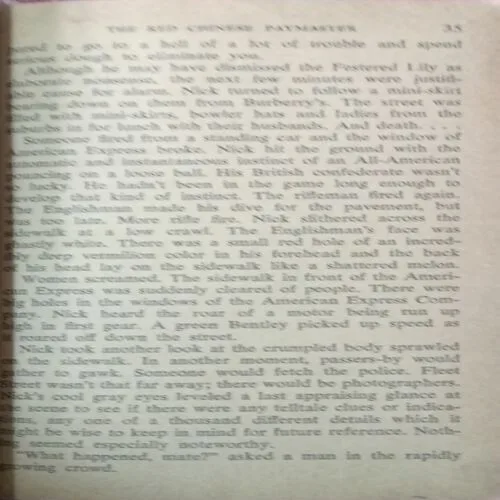 THE RED CHINESE PAYMASTER 35
pared to go to a hell of a lot of trouble and spend
serious dough to eliminate you.
Although he may have dismissed the Festered Lily as
elaborate nonsense, the next few minutes were justifi-
able cause for alarm. Nick turned to follow a mini-skirt
coming down on them from Burberry's. The street was
filled with mini-skirts, bowler hats and ladies from the
suburbs in for lunch with their husbands. And death. . . .
Someone fired from a standing car and the window of
American Express broke. Nick hit the ground with the
automatic and instantaneous instinct of an All-American
pouncing on a loose ball. His British confederate wasn't
so lucky. He hadn't been in the game long enough to
develop that kind of instinct. The rifleman fired again.
The Englishman made his dive for the pavement, but
was too late. More rifle fire. Nick slithered across the
sidewalk at a low crawl. The Englishman's face was
ghastly white. There was a small red hole of an incred-
ibly deep vermilion color in his forehead and the back
of his head lay on the sidewalk like a shattered melon.
Women screamed. The sidewalk in front of the Ameri-
can Express was suddenly cleared of people. There were
big holes in the windows of the American Express Com-
pany. Nick heard the roar of a motor being run up
high in first gear. A green Bentley picked up speed as
it roared off down the street.
Nick took another look at the crumpled body sprawled
on the sidewalk. In another moment, passers-by would
gather to gawk. Someone would fetch the police. Fleet
Street wasn't that far away; there would be photographers.
Nick's cool gray eyes leveled a last appraising glance at
the scene to see if there were any telltale clues or indica-
tions, any one of a thousand different details which it
might be wise to keep in mind for future reference. Noth-
ing seemed especially noteworthy.
"What happened, mate?" asked a man in the rapidly
growing crowd.